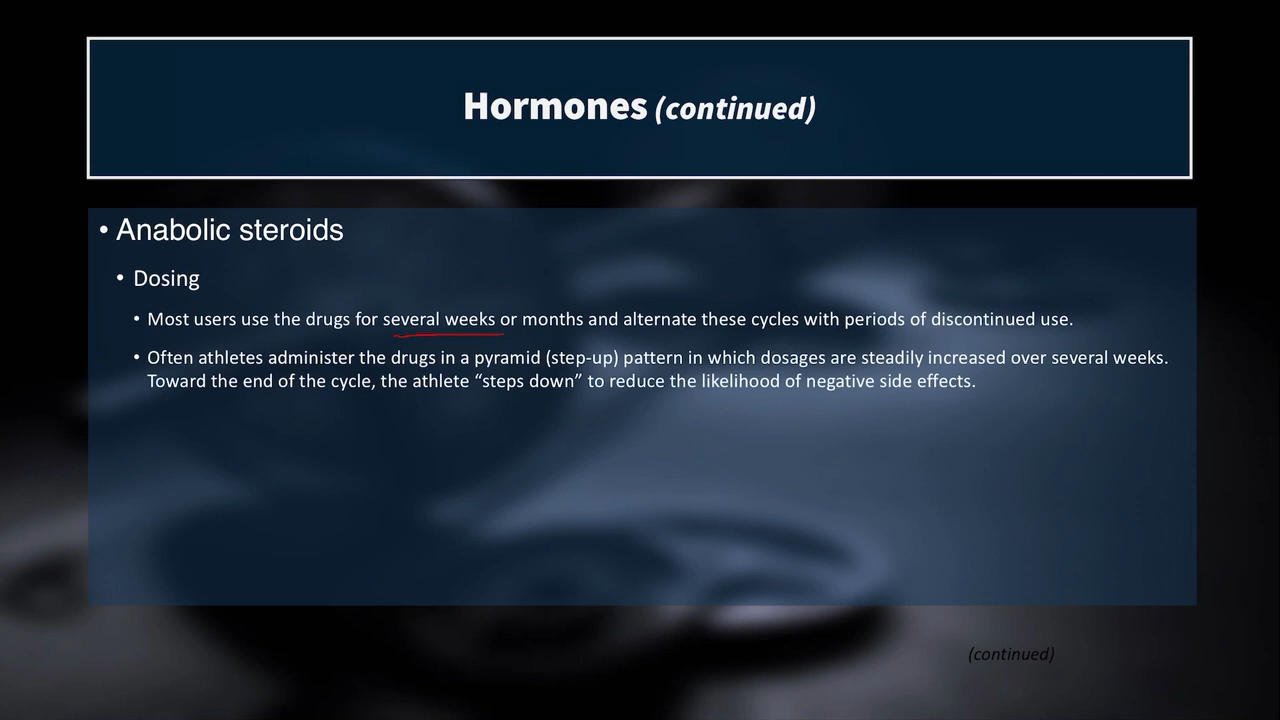 Hormones (continued)
• Anabolic steroids
• Dosing
• Most users use the drugs for several weeks or months and alternate these cycles with periods of discontinued use.
• Often athletes administer the drugs in a pyramid (step-up) pattern in which dosages are steadily increased over several weeks.
Toward the end of the cycle, the athlete “steps down” to reduce the likelihood of negative side effects.
(continued)